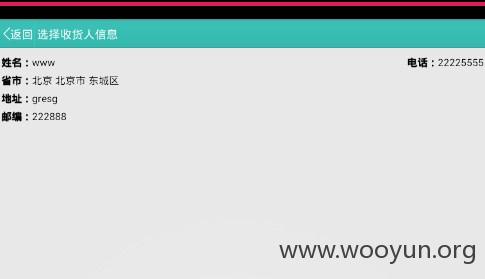 返回 选择收货人信息
姓名：www 电话：22225555
省市：北京 北京市 东城区
地址：gresg
邮编：222888
www.wooyun.org